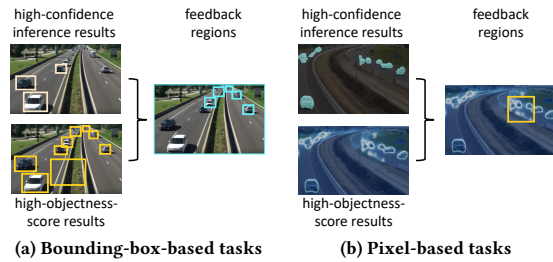 high-confidence
inference results
feedback
regions
high-objectness-
score results
(a) Bounding-box-based tasks
high-confidence
inference results
feedback
regions
high-objectness-
score results
(b) Pixel-based tasks